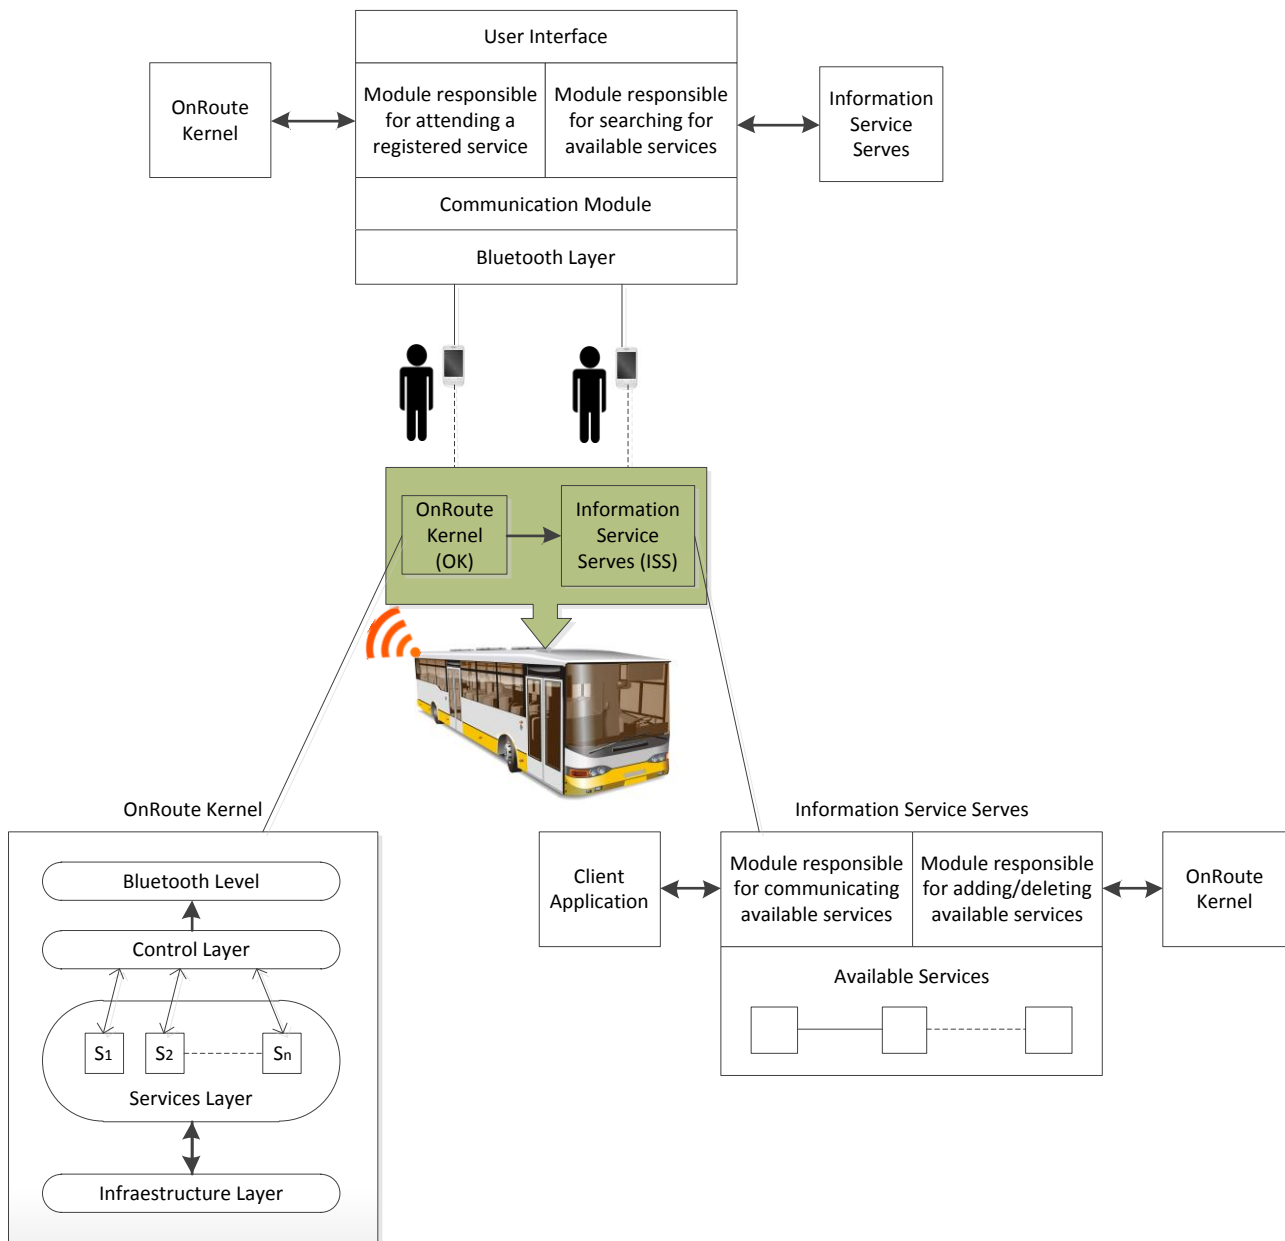 User Interface
OnRoute
Kernel
Module responsible
for attending a
registered service
Module responsible
for searching for
available services
Information
Service
Serves
Communication Module
Bluetooth Layer
OnRoute
Kernel
(OK)
Information
Service
Serves (ISS)
OnRoute Kernel
Bluetooth Level
Control Layer
S1
S2
Sn
Services Layer
Infraestructure Layer
Information Service Serves
Client
Application
Module responsible
for communicating
available services
Module responsible
for adding/deleting
available services
OnRoute
Kernel
Available Services